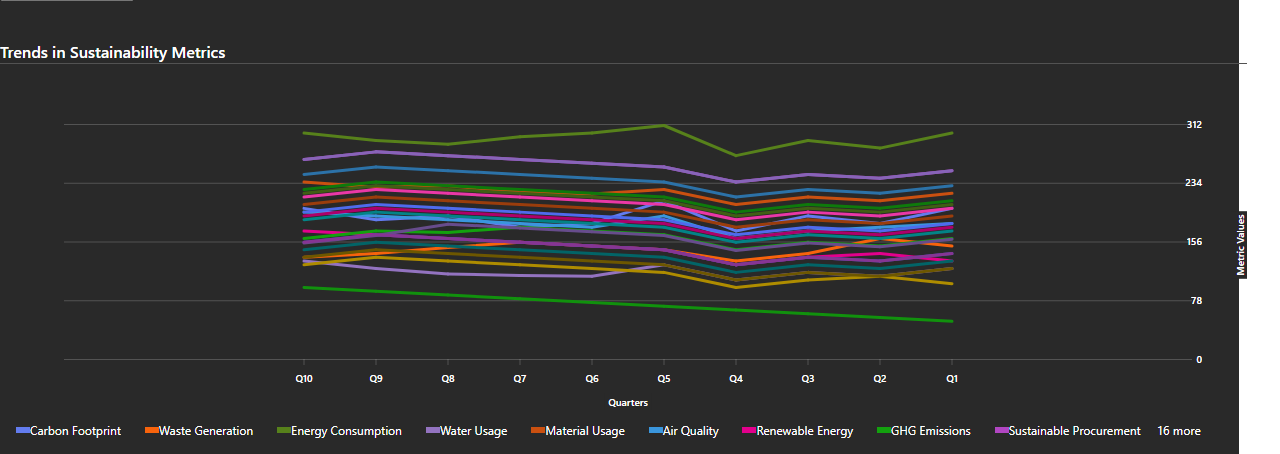 Trends in Sustainability Metrics
312
234
156
78
0
Metric Values
Q10 Q9 Q8 Q7 Q6 Q5 Q4 Q3 Q2 Q1
Quarters
Carbon Footprint Waste Generation Energy Consumption Water Usage Material Usage Air Quality Renewable Energy GHG Emissions Sustainable Procurement 16 more